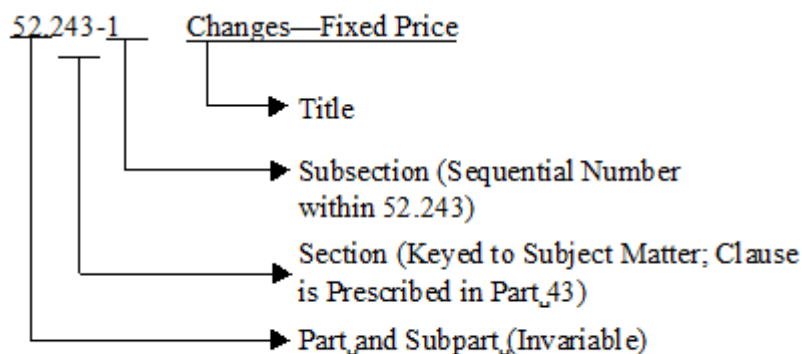 52.243-1 Changes—Fixed Price
Title
Subsection (Sequential Number
within 52.243)
Section (Keyed to Subject Matter; Clause
is Prescribed in Part 43)
Part and Subpart (Invariable)